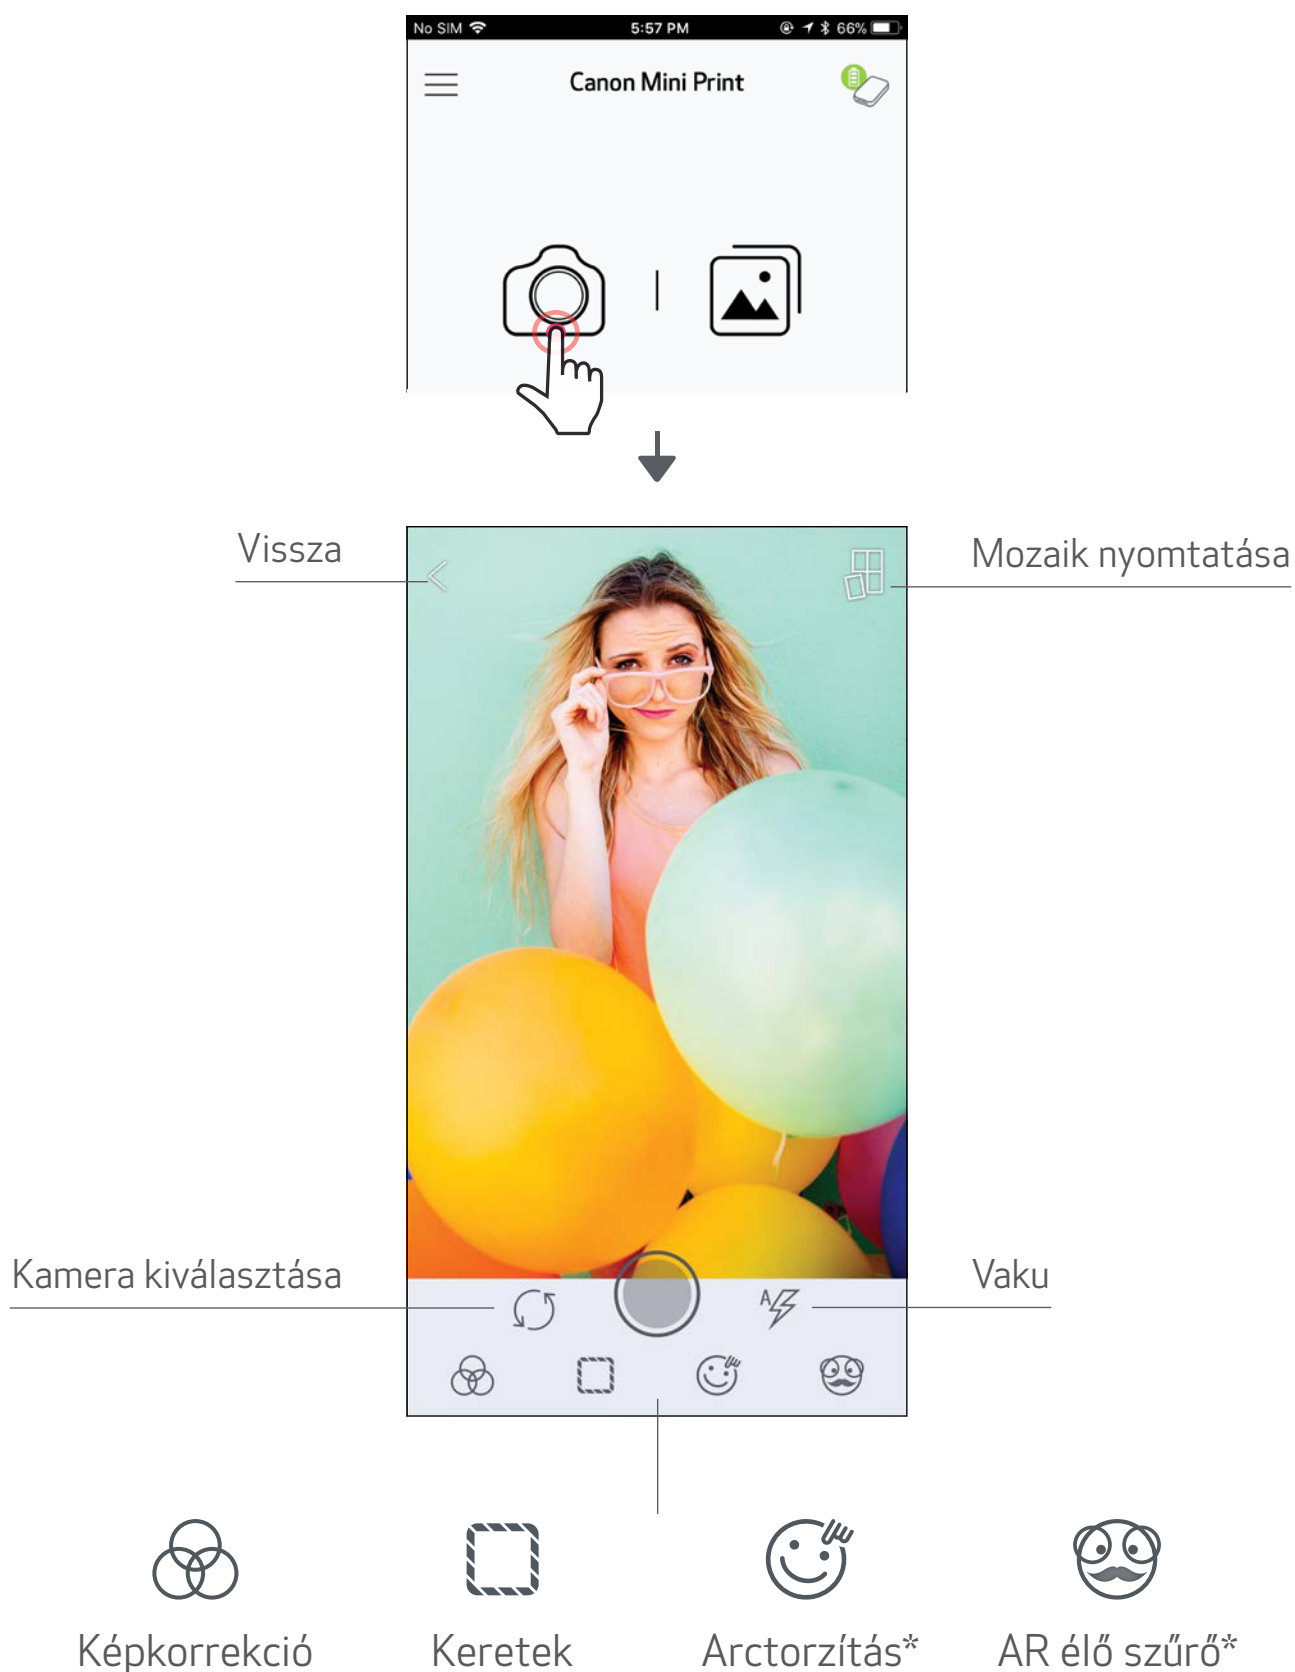 No SIM 5:57 PM 66%
Canon Mini Print
Vissza
Mozaik nyomtatása
Kamera kiválasztása
A
Vaku
Képkorrekció Keretek Arctorzítás* AR élő szűrő*